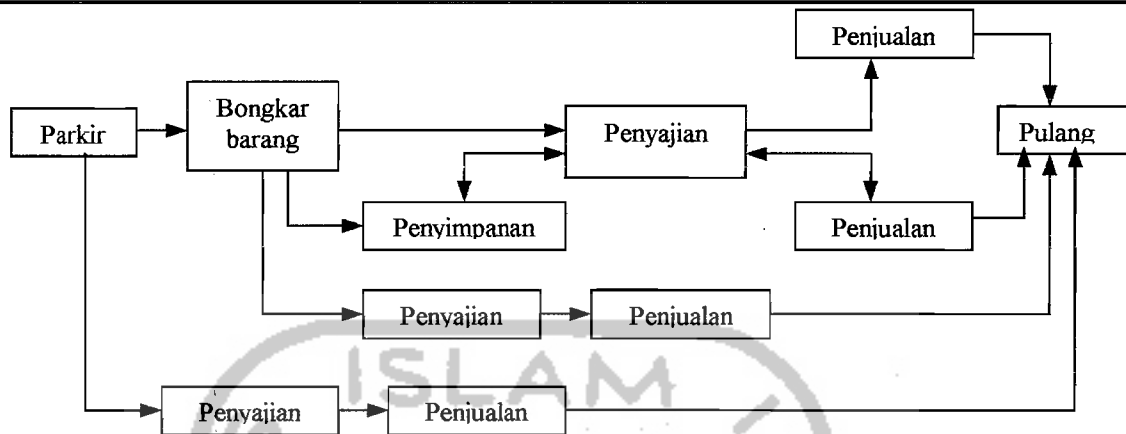 Penjualan
Parkir
Bongkar
barang
Penyajian
Pulang
Penyimpanan
Penjualan
Penyajian
Penjualan
ISLAM
Penyajian
Penjualan